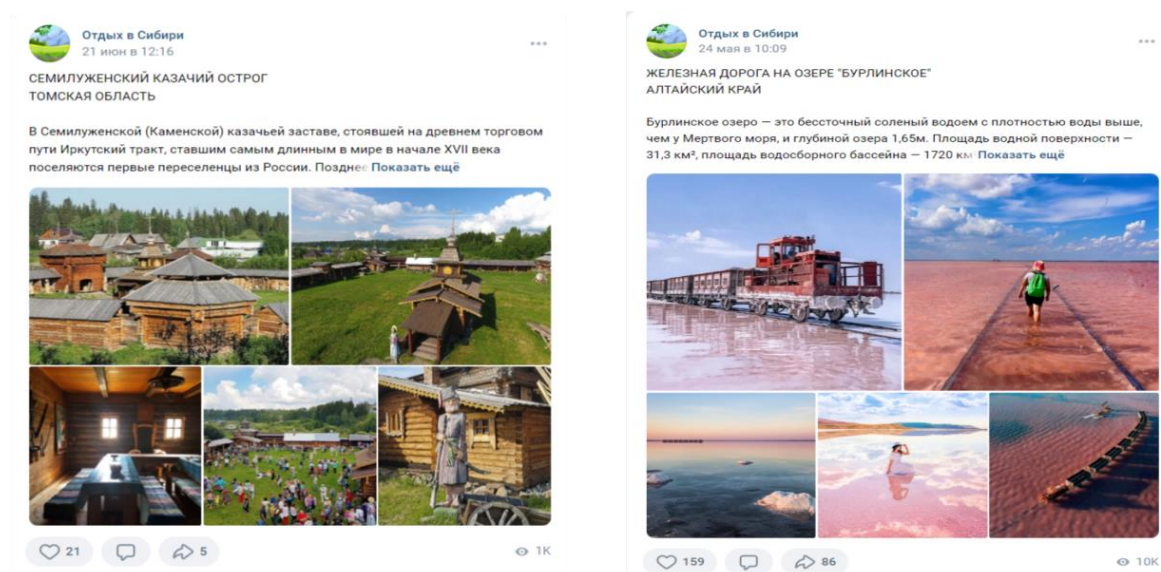 Отдых в Сибири
21 июн в 12:16
СЕМИЛУЖЕНСКИЙ КАЗАЧИЙ ОСТРОГ
ТОМСКАЯ ОБЛАСТЬ
В Семилуженской (Каменской) казачьей заставе, стоявшей на древнем торговом
пути Иркутский тракт, ставшим самым длинным в мире в начале XVII века
поселяются первые переселенцы из России. Позднее Показать ещё
21
5
1K
Отдых в Сибири
24 мая в 10:09
ЖЕЛЕЗНАЯ ДОРОГА НА ОЗЕРЕ "БУРЛИНСКОЕ"
АЛТАЙСКИЙ КРАЙ
Бурлинское озеро — это бессточный соленый водоем с плотностью воды выше,
чем у Мертвого моря, и глубиной озера 1,65м. Площадь водной поверхности —
31,3 км², площадь водосборного бассейна — 1720 км Показать ещё
159
86
10K